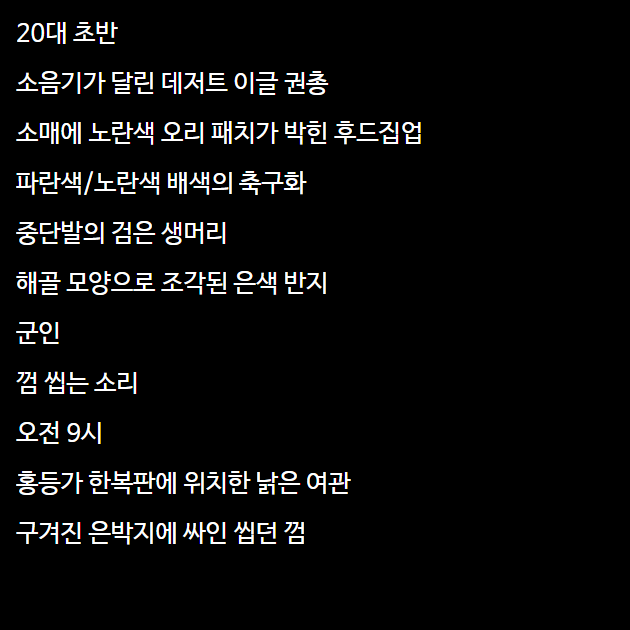 20대 초반
소음기가 달린 데저트 이글 권총
소매에 노란색 오리 패치가 박힌 후드집업
파란색/노란색 배색의 축구화
중단발의 검은 생머리
해골 모양으로 조각된 은색 반지
군인
껌 씹는 소리
오전 9시
홍등가 한복판에 위치한 낡은 여관
구겨진 은박지에 싸인 씹던 껌